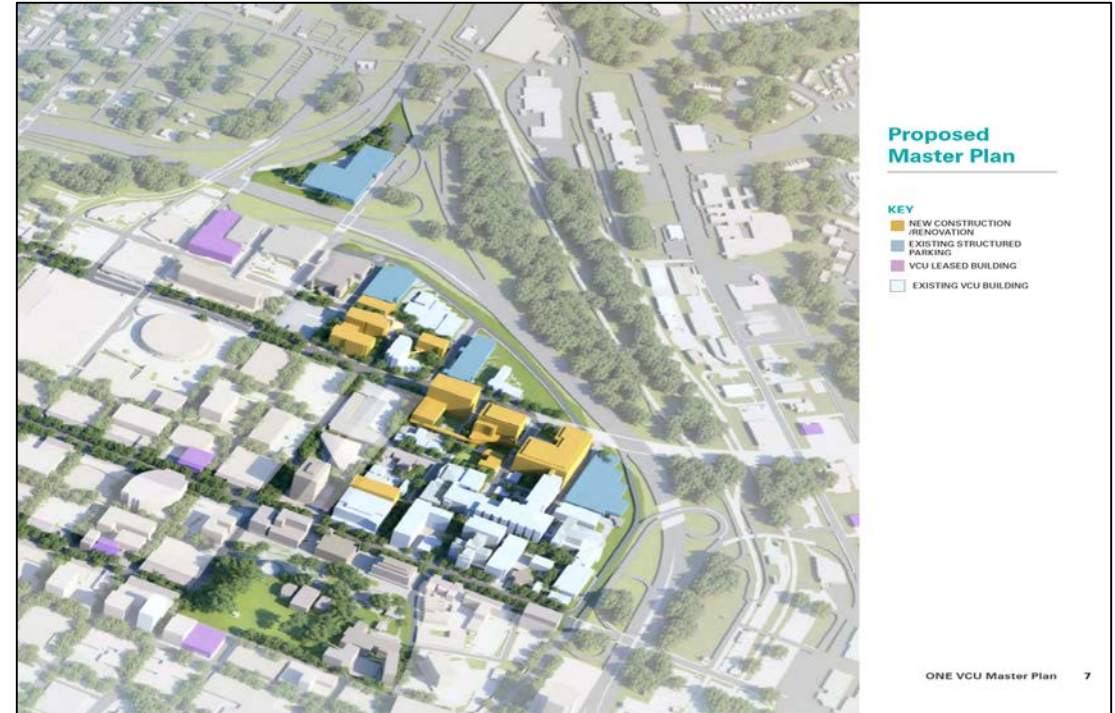 Proposed
Master Plan
KEY
NEW CONSTRUCTION
/RENOVATION
EXISTING STRUCTURED
PARKING
VCU LEASED BUILDING
EXISTING VCU BUILDING
ONE VCU Master Plan 7